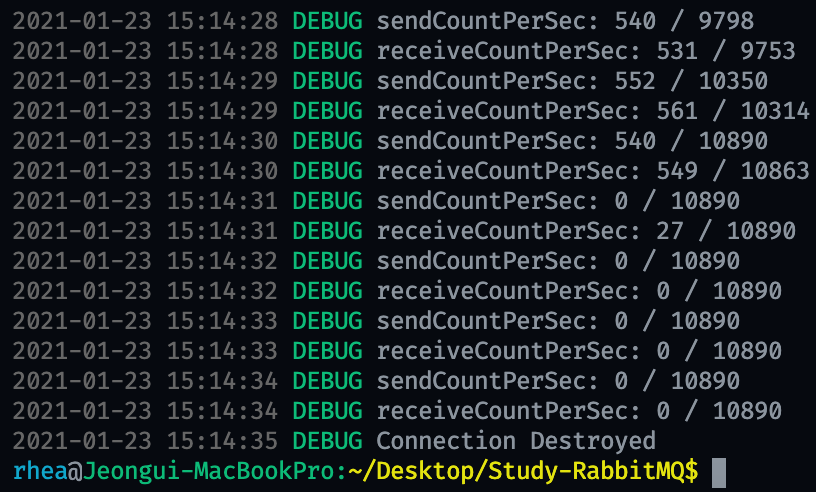 2021-01-23 15:14:28 DEBUG sendCountPerSec: 540 / 9798
2021-01-23 15:14:28 DEBUG receiveCountPerSec: 531 / 9753
2021-01-23 15:14:29 DEBUG sendCountPerSec: 552 / 10350
2021-01-23 15:14:29 DEBUG receiveCountPerSec: 561 / 10314
2021-01-23 15:14:30 DEBUG sendCountPerSec: 540 / 10890
2021-01-23 15:14:30 DEBUG receiveCountPerSec: 549 / 10863
2021-01-23 15:14:31 DEBUG sendCountPerSec: 0 / 10890
2021-01-23 15:14:31 DEBUG receiveCountPerSec: 27 / 10890
2021-01-23 15:14:32 DEBUG sendCountPerSec: 0 / 10890
2021-01-23 15:14:32 DEBUG receiveCountPerSec: 0 / 10890
2021-01-23 15:14:33 DEBUG sendCountPerSec: 0 / 10890
2021-01-23 15:14:33 DEBUG receiveCountPerSec: 0 / 10890
2021-01-23 15:14:34 DEBUG sendCountPerSec: 0 / 10890
2021-01-23 15:14:34 DEBUG receiveCountPerSec: 0 / 10890
2021-01-23 15:14:35 DEBUG Connection Destroyed
rhea@Jeongui-MacBookPro:~/Desktop/Study-RabbitMQ$